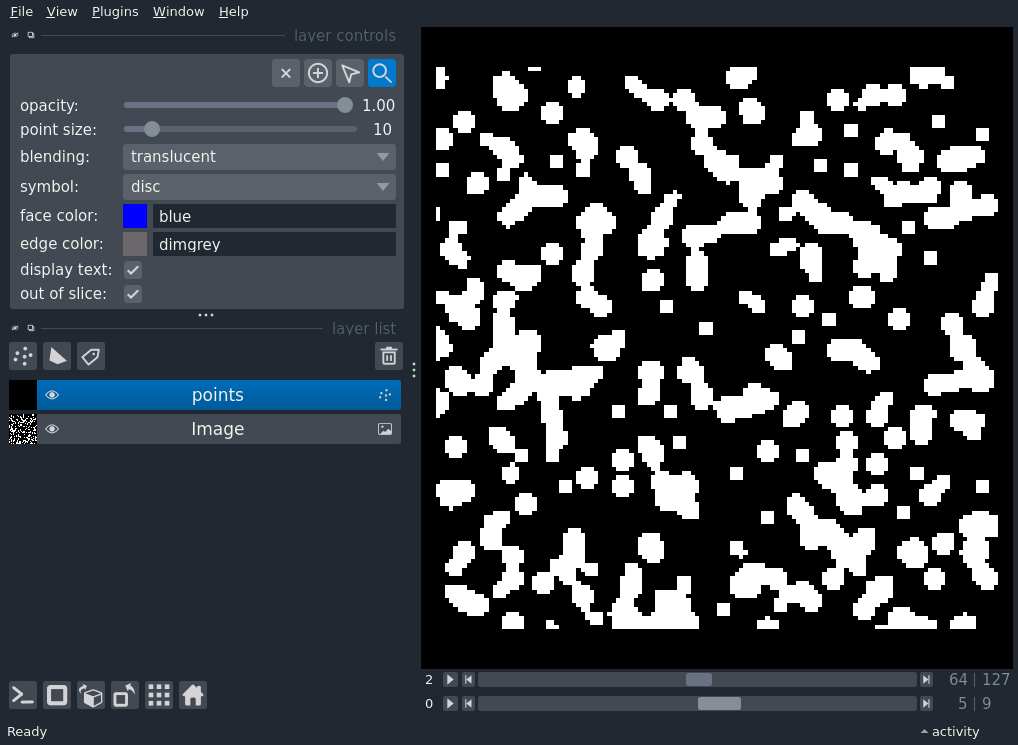 File View Plugins Window Help
layer controls
opacity: 1.00
point size: 10
blending: translucent
symbol: disc
face color: blue
edge color: dimgrey
display text:
out of slice:
layer list
points
Image
2 64 | 127
0 5 | 9
Ready activity